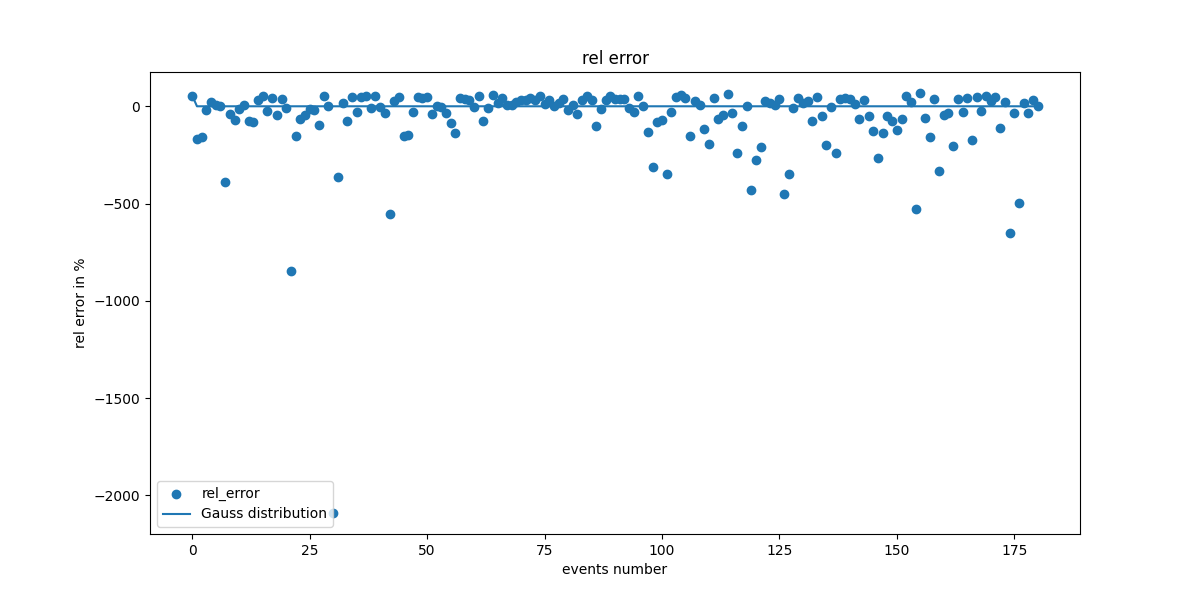 rel error
rel error in %
0
−500
−1000
−1500
−2000
rel_error
Gauss distribution
0 25 50 75 100 125 150 175
events number